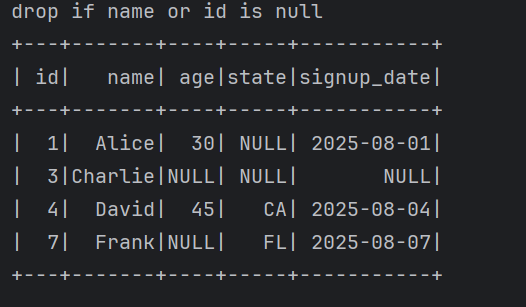 drop if name or id is null
+---+-------+----+-----+-----------+
| id|   name| age|state|signup_date|
+---+-------+----+-----+-----------+
|  1|  Alice|  30| NULL| 2025-08-01|
|  3|Charlie|NULL| NULL|       NULL|
|  4|  David|  45|   CA| 2025-08-04|
|  7|  Frank|NULL|   FL| 2025-08-07|
+---+-------+----+-----+-----------+